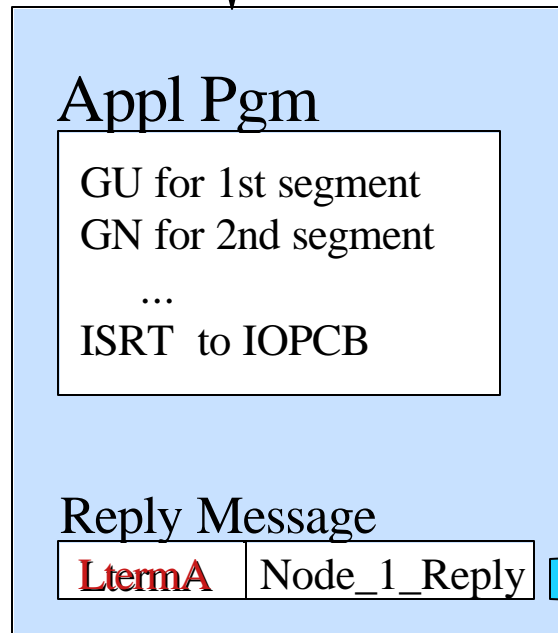 Appl Pgm
GU for 1st segment
GN for 2nd segment
...
ISRT to IOPCB
Reply Message
LtermA Node_1_Reply